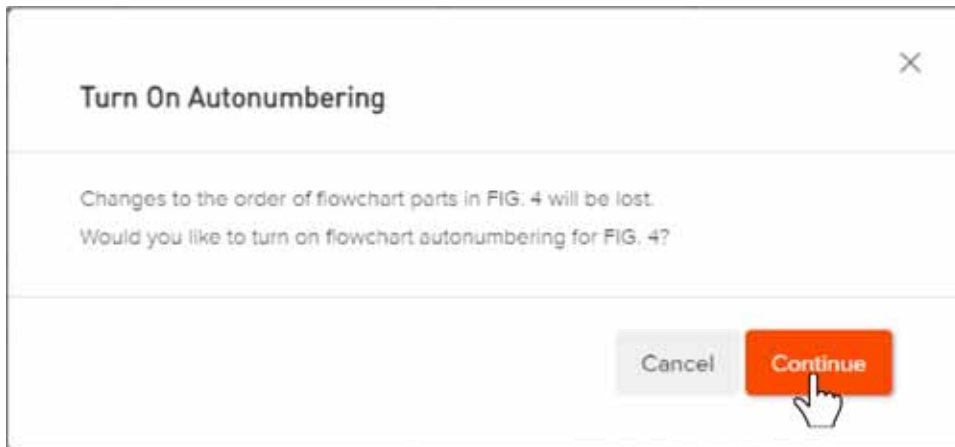 Turn On Autonumbering
Changes to the order of flowchart parts in FIG. 4 will be lost.
Would you like to turn on flowchart autonumbering for FIG. 4?
Cancel
Continue